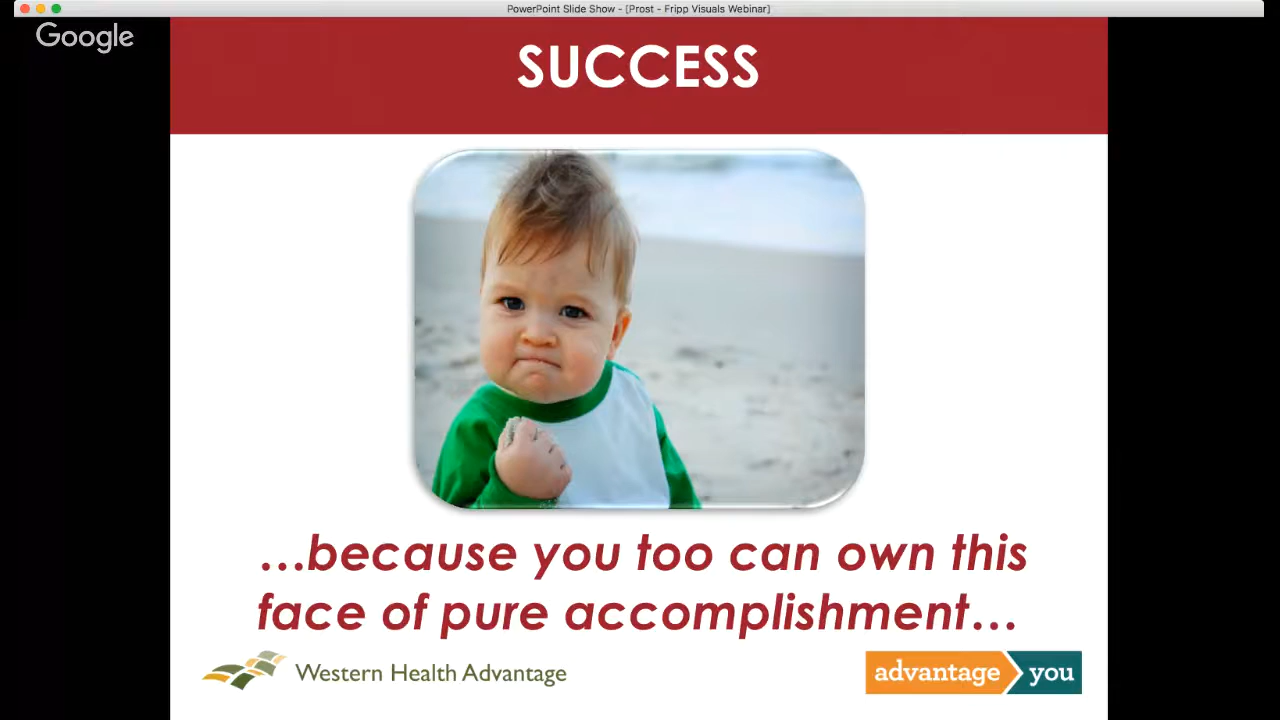 PowerPoint Slide Show - [Prost - Fripp Visuals Webinar]
Google
SUCCESS
...because you too can own this
face of pure accomplishment...
Western Health Advantage
advantage you